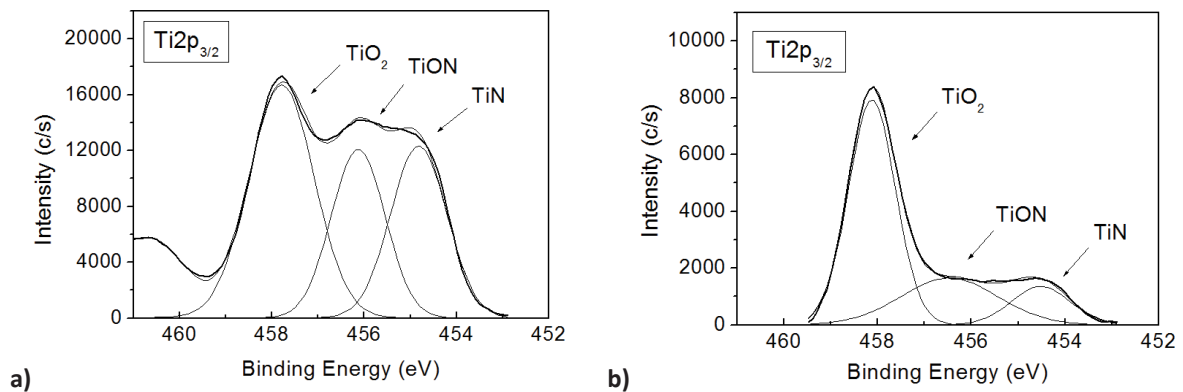 Ti2p3/2
TiO2
TiON
TiN
Intensity (c/s)
20000
16000
12000
8000
4000
0
460
458
456
454
452
Binding Energy (eV)
a)
Ti2p3/2
TiO2
TiON
TiN
Intensity (c/s)
10000
8000
6000
4000
2000
0
460
458
456
454
452
Binding Energy (eV)
b)